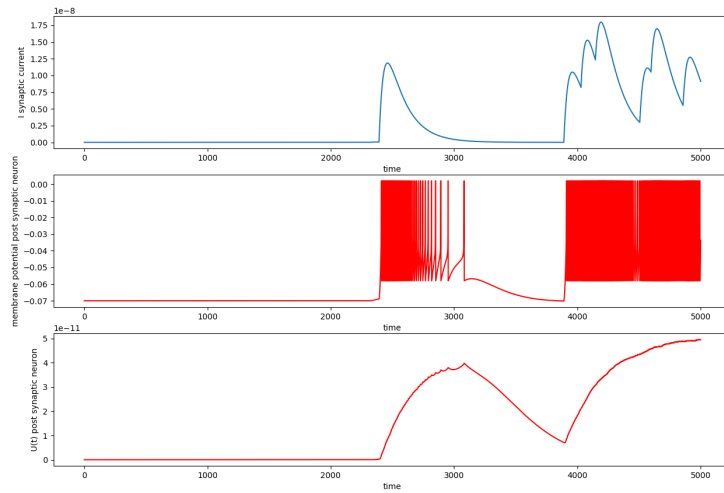 1e−8
I synaptic current
1.75
1.50
1.25
1.00
0.75
0.50
0.25
0.00
0 1000 2000 3000 4000 5000
time
membrane potential post synaptic neuron
0.00
−0.01
−0.02
−0.03
−0.04
−0.05
−0.06
−0.07
0 1000 2000 3000 4000 5000
time
1e−11
U(t) post synaptic neuron
5
4
3
2
1
0
0 1000 2000 3000 4000 5000
time